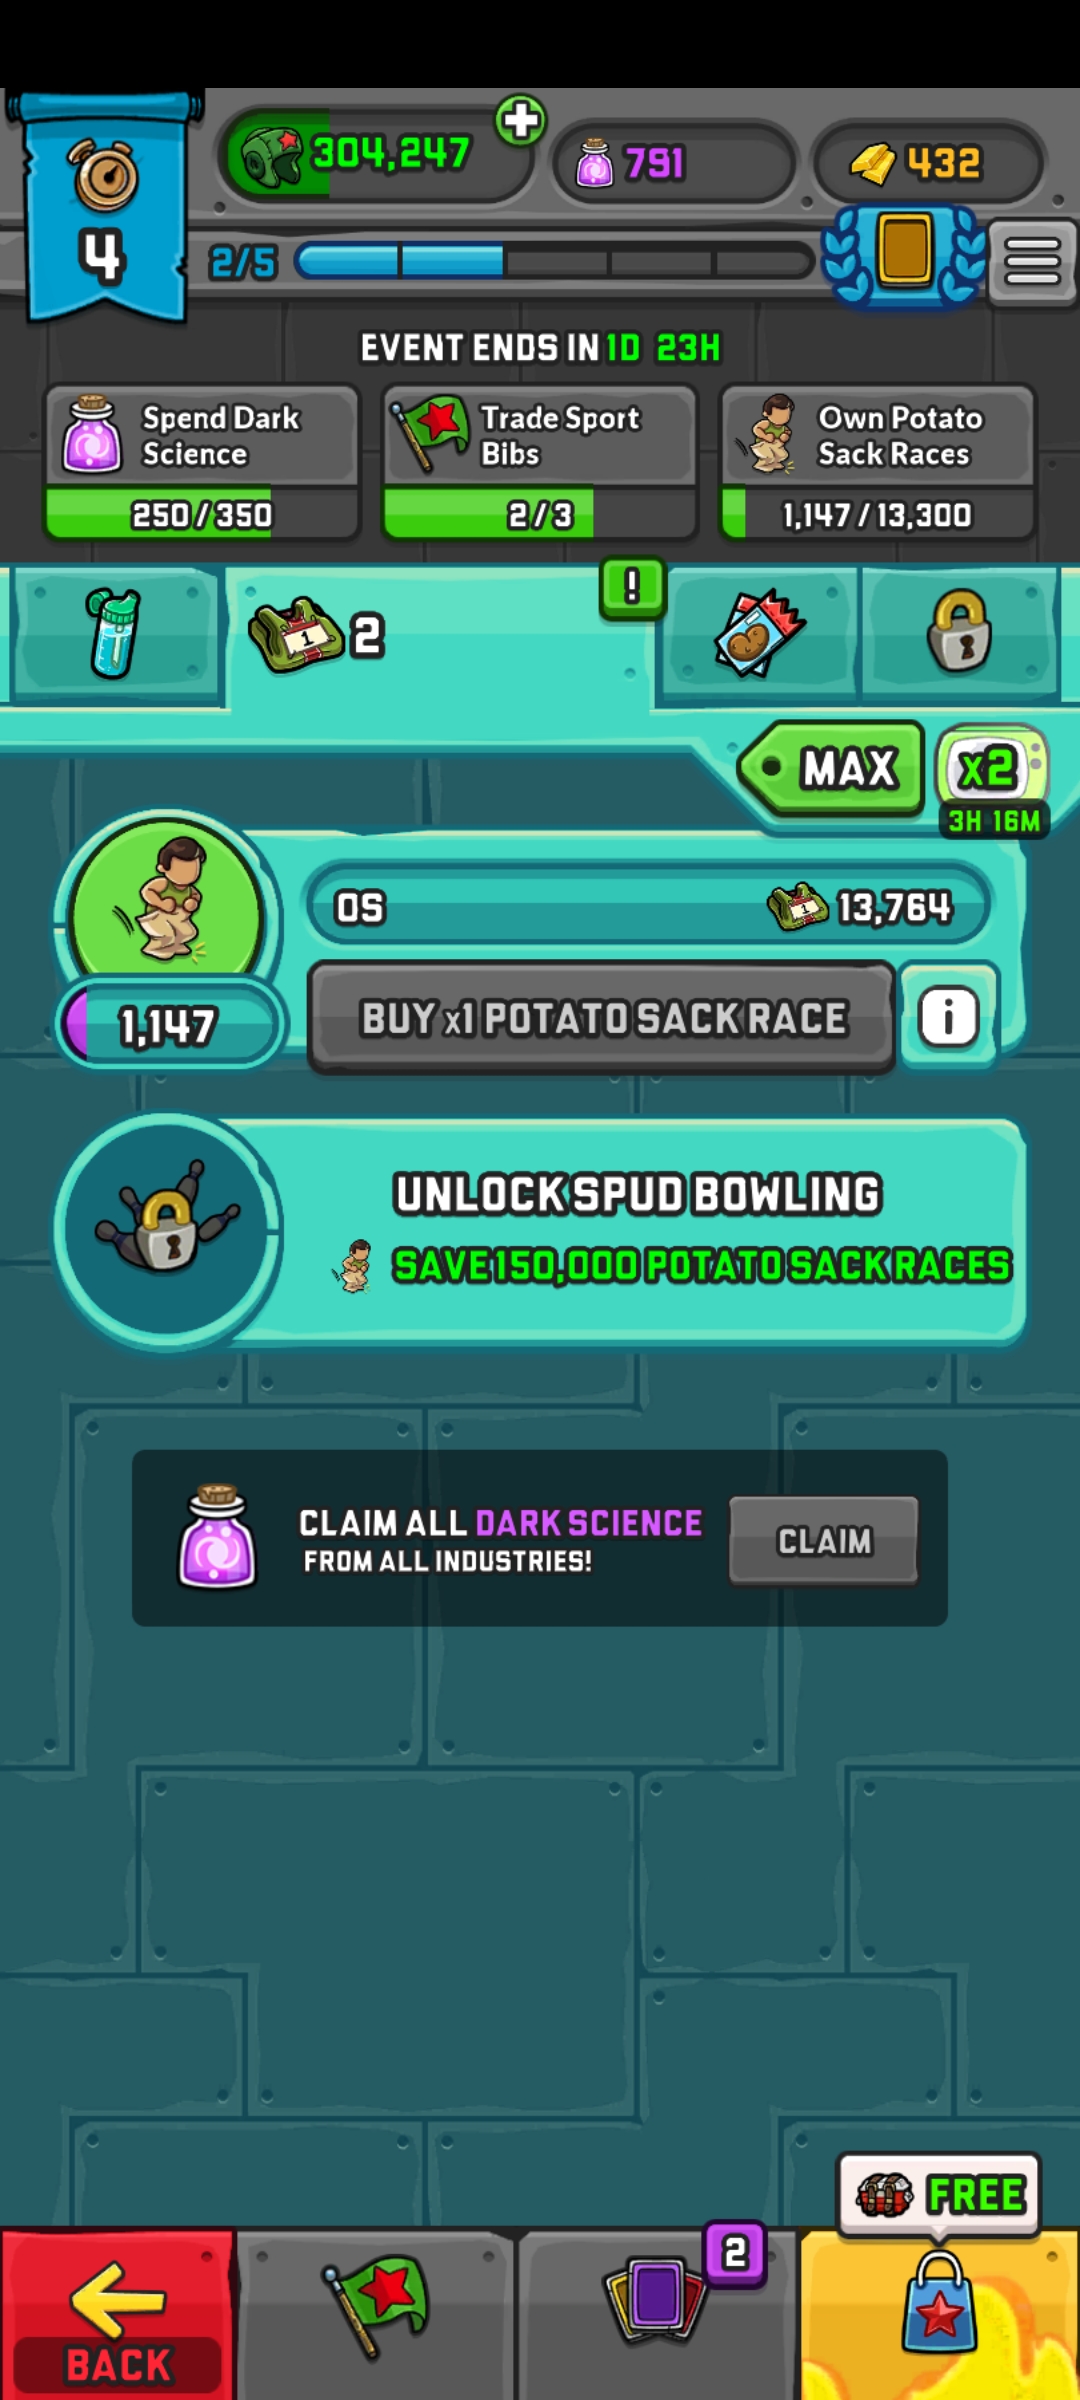 304,247
791
432
4
2/5
EVENT ENDS IN 1D 23H
Spend Dark
Science
250/350
Trade Sport
Bibs
2/3
Own Potato
Sack Races
1,147/13,300
1
2
!
MAX
x2
3H 16M
0S
1
13,764
1,147
BUY x1 POTATO SACK RACE
i
UNLOCK SPUD BOWLING
SAVE 150,000 POTATO SACK RACES
CLAIM ALL DARK SCIENCE
FROM ALL INDUSTRIES!
CLAIM
FREE
2
BACK